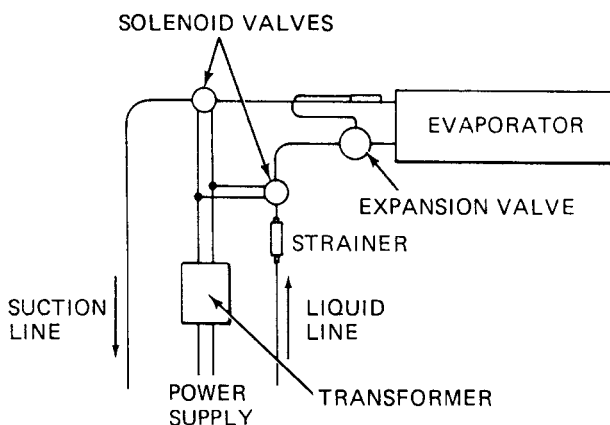 SOLENOID VALVES
EVAPORATOR
EXPANSION VALVE
STRAINER
SUCTION
LINE
LIQUID
LINE
POWER
SUPPLY
TRANSFORMER